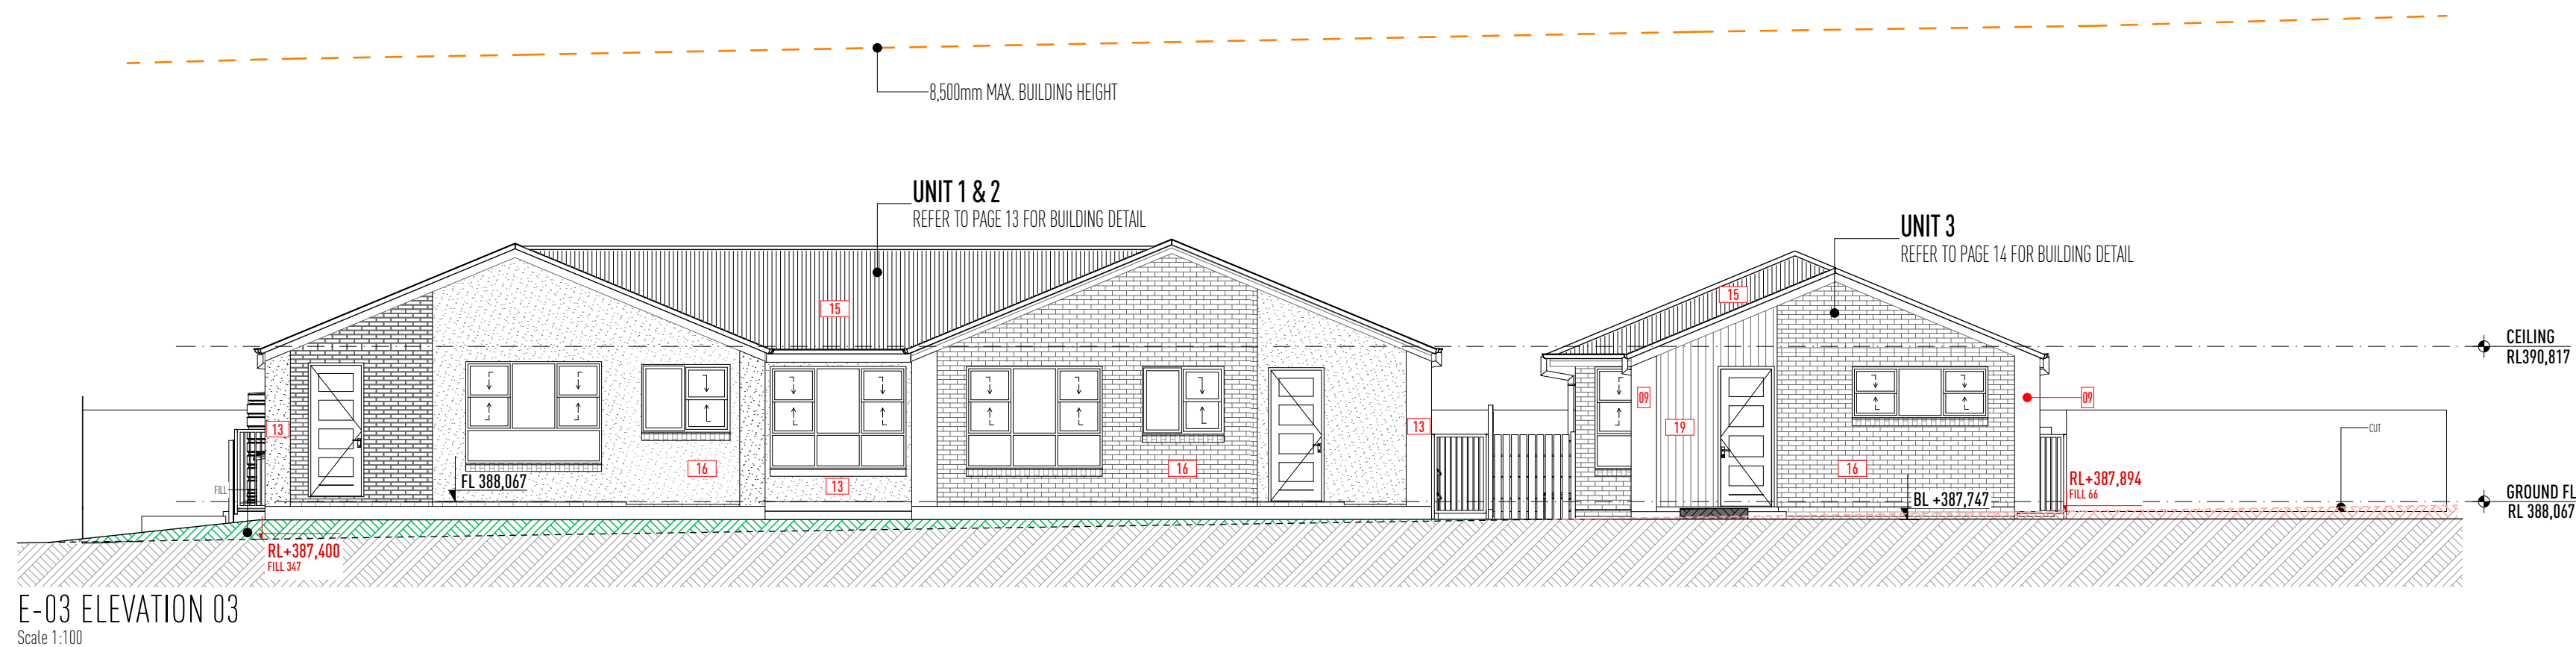 8,500mm MAX. BUILDING HEIGHT
UNIT 1 & 2
REFER TO PAGE 13 FOR BUILDING DETAIL
UNIT 3
REFER TO PAGE 14 FOR BUILDING DETAIL
15
15
CEILING
RL390,817
09
09
13
19
13
CUT
16
16
16
FL 388,067
13
FILL
BL +387,747
RL+387,894
FILL 66
GROUND FL
RL 388,067
RL+387,400
FILL 347
E-03 ELEVATION 03
Scale 1:100